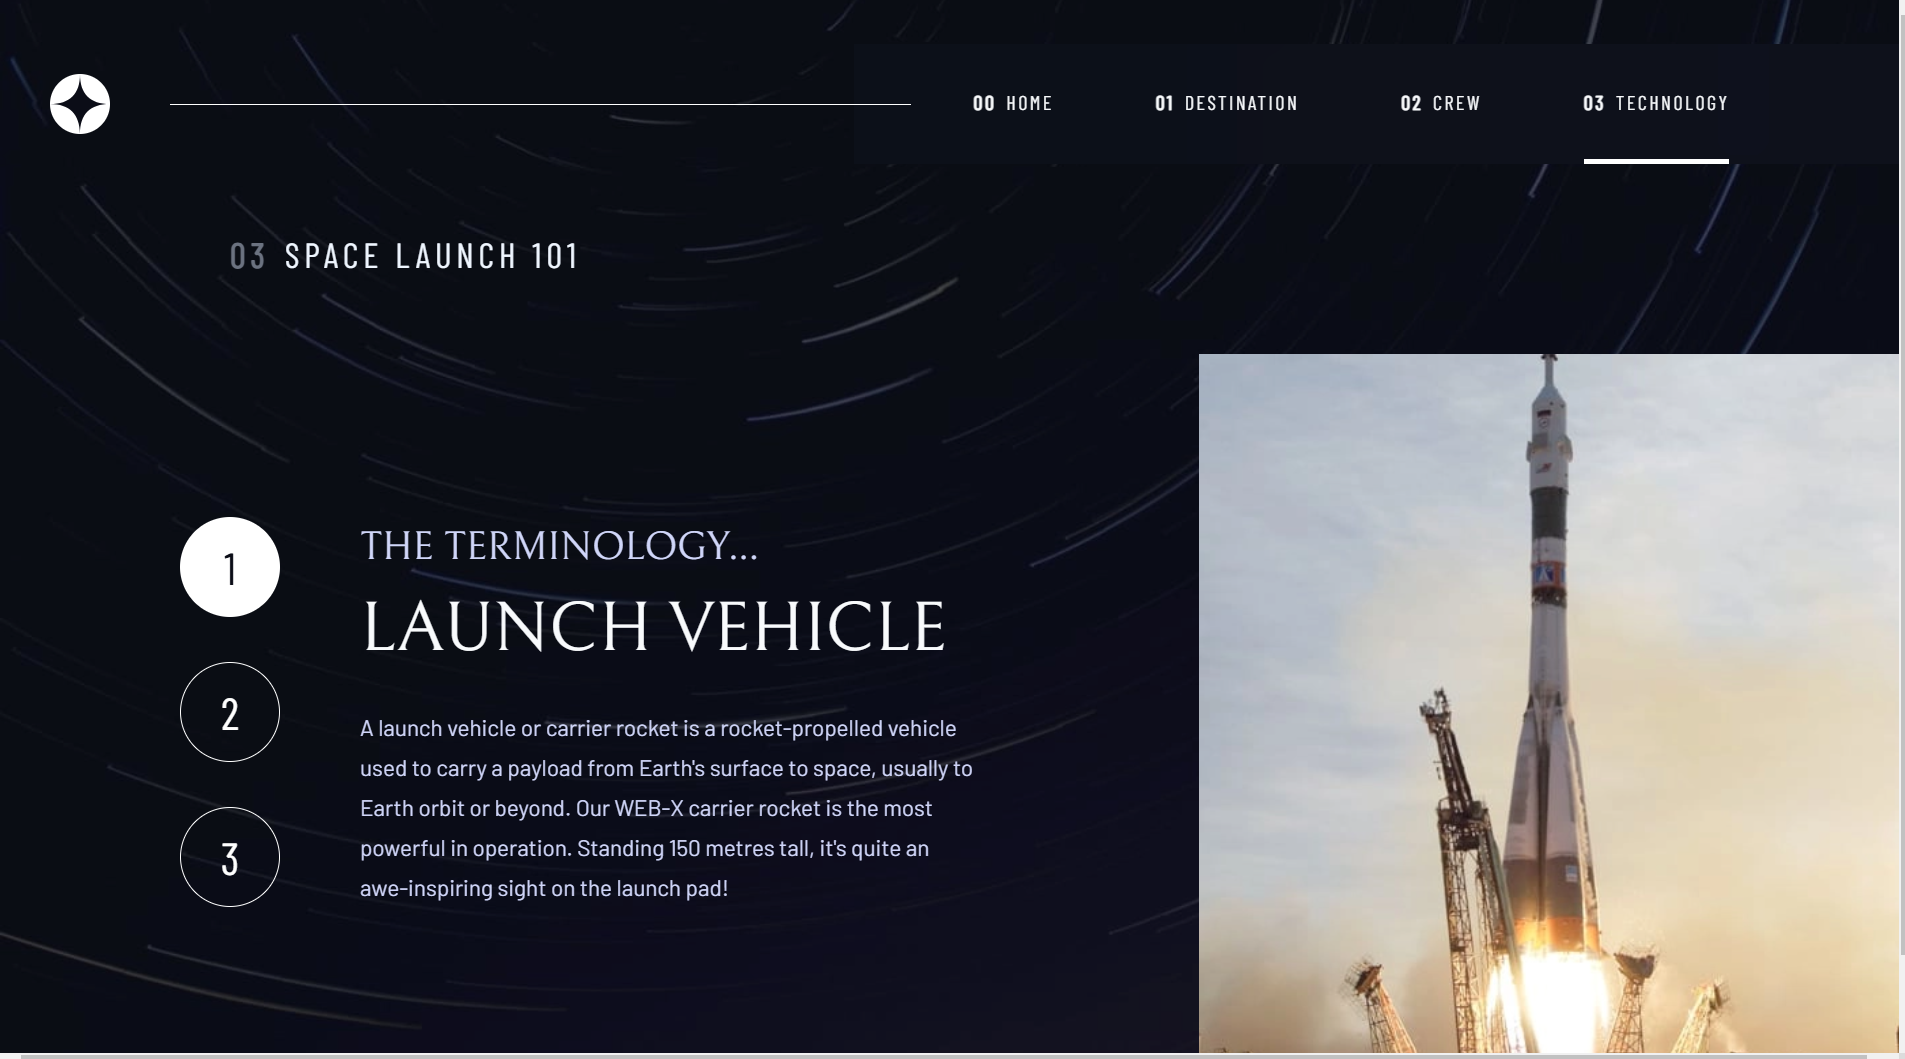 00 HOME
01 DESTINATION
02 CREW
03 TECHNOLOGY
03 SPACE LAUNCH 101
1
2
3
THE TERMINOLOGY...
LAUNCH VEHICLE
A launch vehicle or carrier rocket is a rocket-propelled vehicle
used to carry a payload from Earth's surface to space, usually to
Earth orbit or beyond. Our WEB-X carrier rocket is the most
powerful in operation. Standing 150 metres tall, it's quite an
awe-inspiring sight on the launch pad!